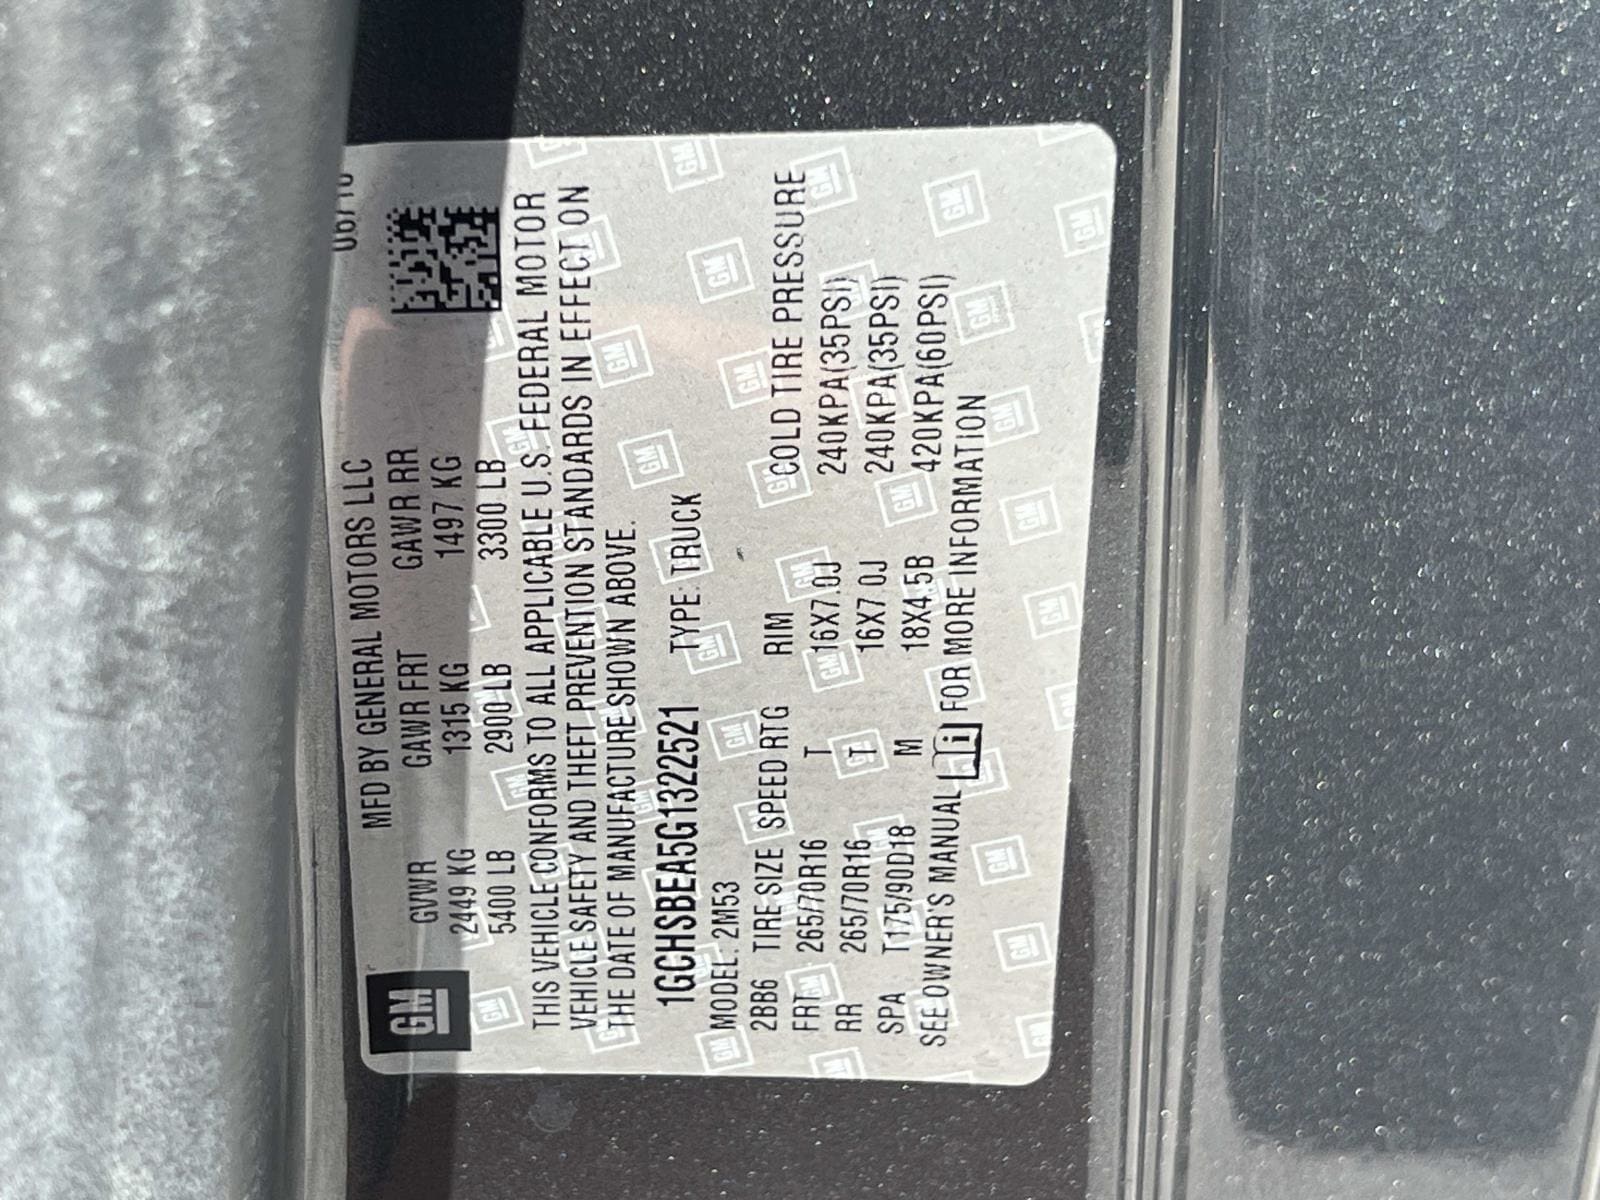 MFD BY GENERAL MOTORS LLC
GM
GVWR GAWR FRT GAWR RR
2449 KG 1315 KG 1497 KG
5400 LB 2900 LB 3300 LB
THIS VEHICLE CONFORMS TO ALL APPLICABLE U.S. FEDERAL MOTOR
VEHICLE SAFETY AND THEFT PREVENTION STANDARDS IN EFFECT ON
THE DATE OF MANUFACTURE SHOWN ABOVE.
1GCHSBEA5G1322521 TYPE: TRUCK
MODEL: 2M53
2BB6 TIRE SIZE SPEED RTG RIM COLD TIRE PRESSURE
FRT 265/70R16 T 16X7.0J 240KPA(35PSI)
RR 265/70R16 T 16X7.0J 240KPA(35PSI)
SPA T175/90D18 M 18X4.5B 420KPA(60PSI)
SEE OWNER'S MANUAL i FOR MORE INFORMATION